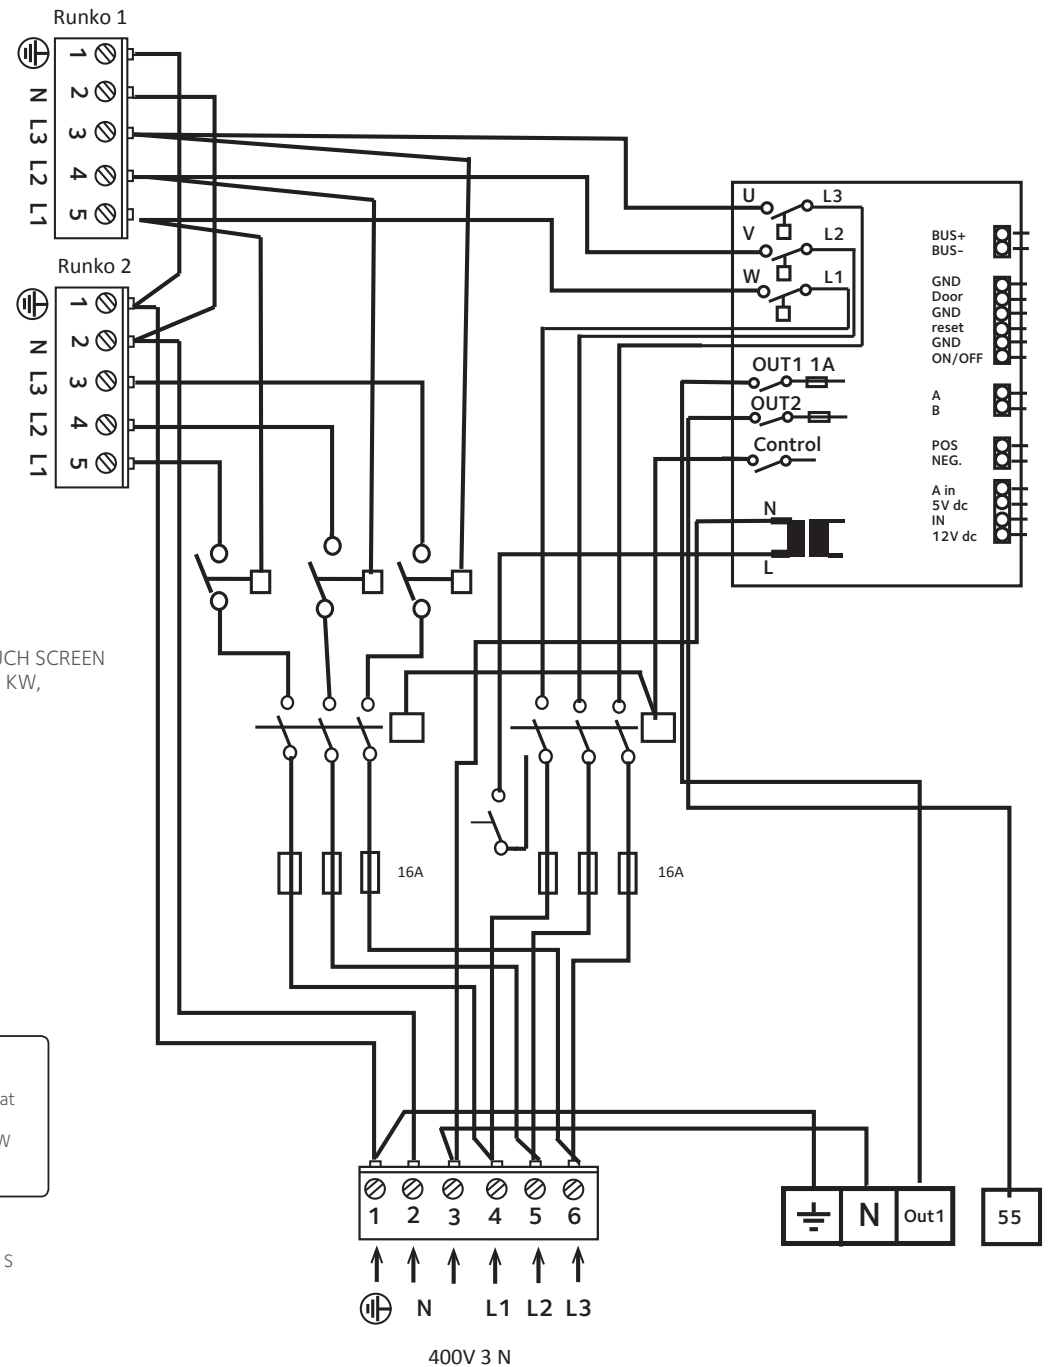 Runko 1
1
N 2
L3 3
L2 4
L1 5
Runko 2
1
N 2
L3 3
L2 4
L1 5
U L3
V L2
W L1
OUT1 1A
OUT2
Control
N
L
BUS+
BUS-
GND
Door
GND
reset
GND
ON/OFF
A
B
POS
NEG.
A in
5V dc
IN
12V dc
UCH SCREEN
KW,
16A
16A
at
W
S
1 2 3 4 5 6
N L1 L2 L3
400V 3 N
N Out1
55